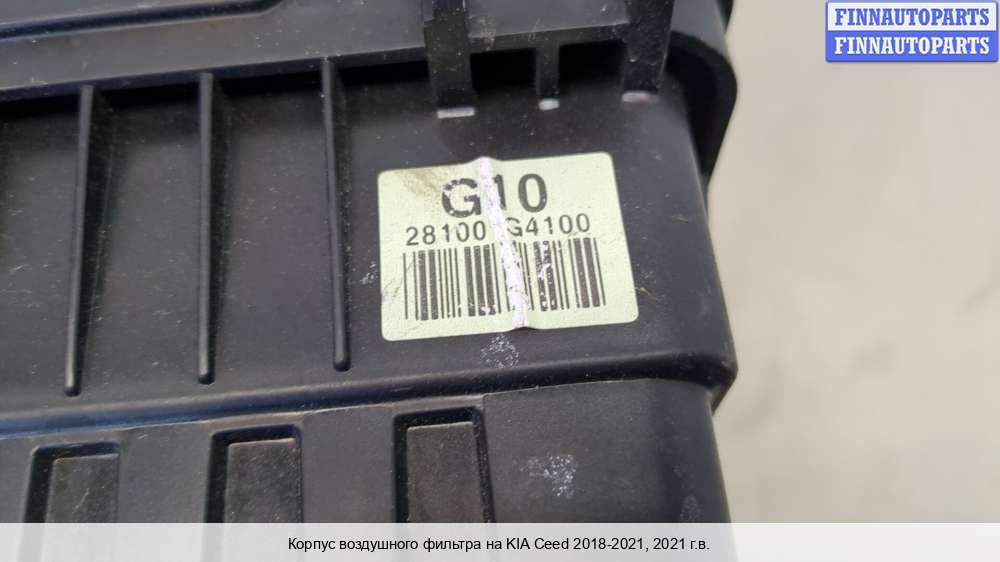 FINNAUTOPARTS
FINNAUTOPARTS
G10
28100 G4100
Корпус воздушного фильтра на KIA Ceed 2018-2021, 2021 г.в.